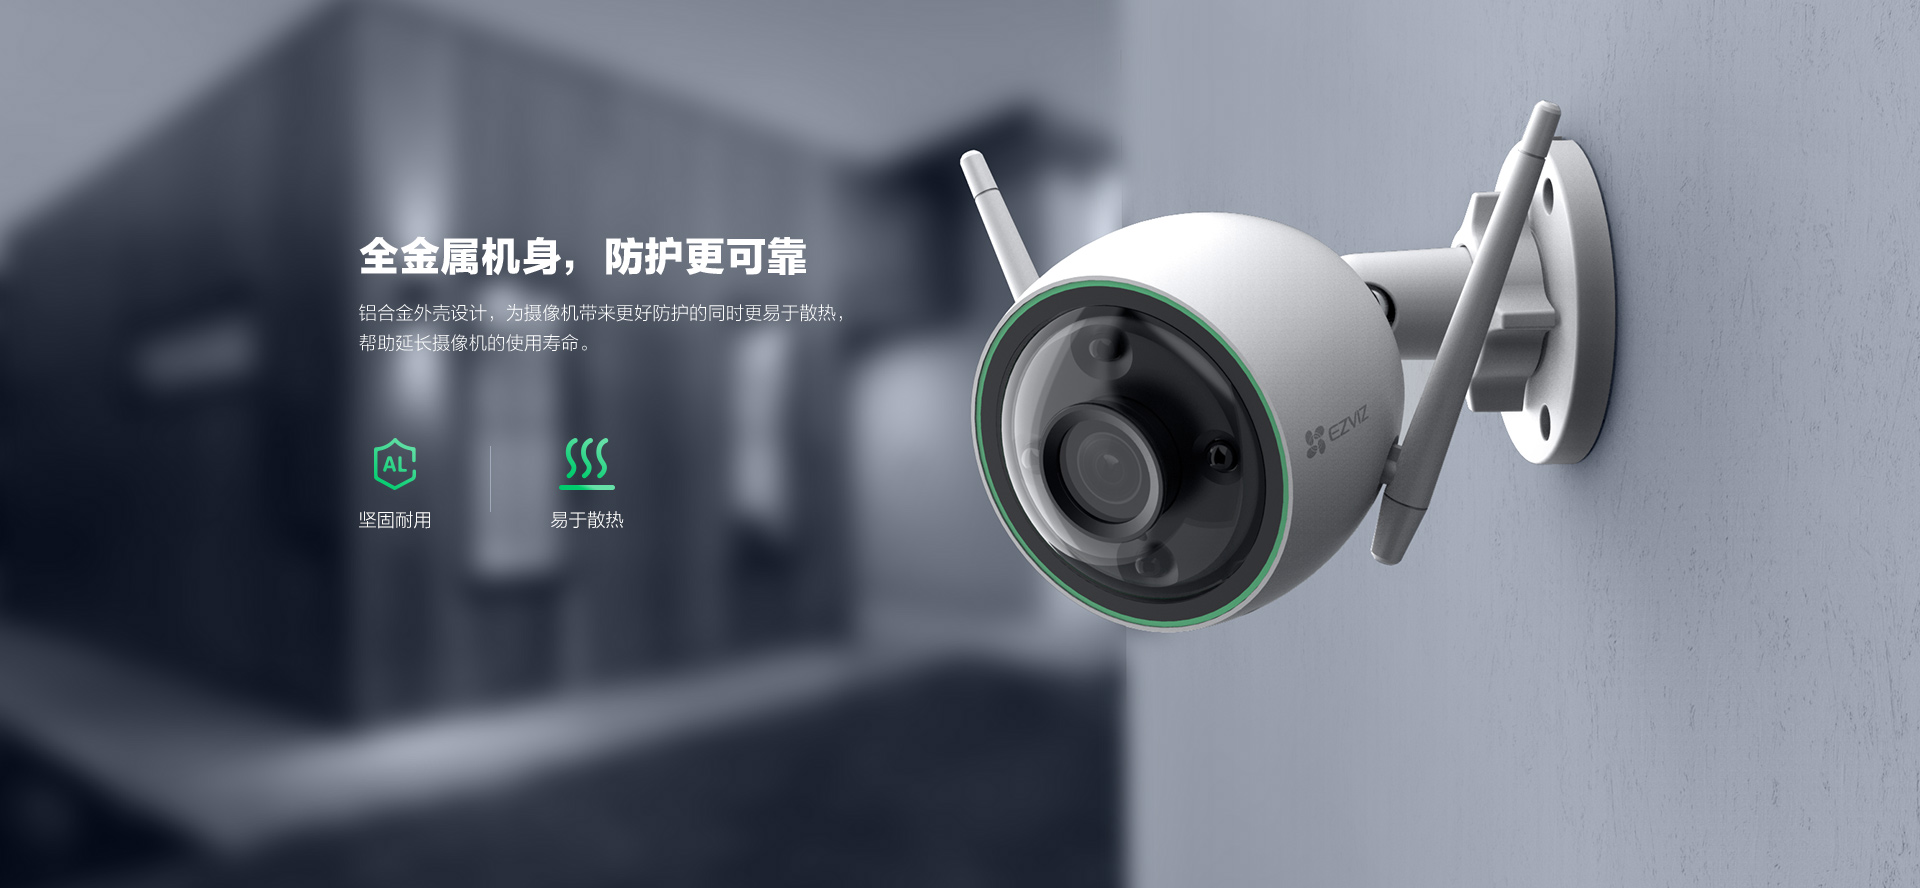 全金属机身，防护更可靠
铝合金外壳设计，为摄像机带来更好防护的同时更易于散热，
帮助延长摄像机的使用寿命。
AL
坚固耐用
易于散热
EZVIZ